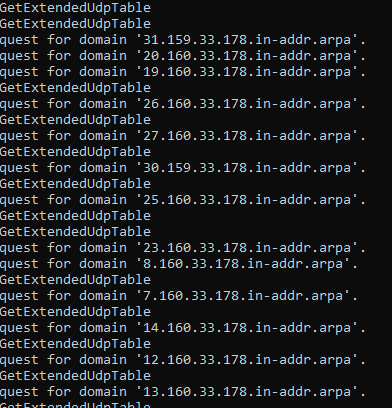 GetExtendedUdpTable
GetExtendedUdpTable
quest for domain '31.159.33.178.in-addr.arpa'.
quest for domain '20.160.33.178.in-addr.arpa'.
quest for domain '19.160.33.178.in-addr.arpa'.
GetExtendedUdpTable
quest for domain '26.160.33.178.in-addr.arpa'.
GetExtendedUdpTable
quest for domain '27.160.33.178.in-addr.arpa'.
GetExtendedUdpTable
quest for domain '30.159.33.178.in-addr.arpa'.
GetExtendedUdpTable
quest for domain '25.160.33.178.in-addr.arpa'.
GetExtendedUdpTable
GetExtendedUdpTable
quest for domain '23.160.33.178.in-addr.arpa'.
quest for domain '8.160.33.178.in-addr.arpa'.
GetExtendedUdpTable
quest for domain '7.160.33.178.in-addr.arpa'.
GetExtendedUdpTable
quest for domain '14.160.33.178.in-addr.arpa'.
GetExtendedUdpTable
quest for domain '12.160.33.178.in-addr.arpa'.
GetExtendedUdpTable
quest for domain '13.160.33.178.in-addr.arpa'.
GetExtendedUdpTable